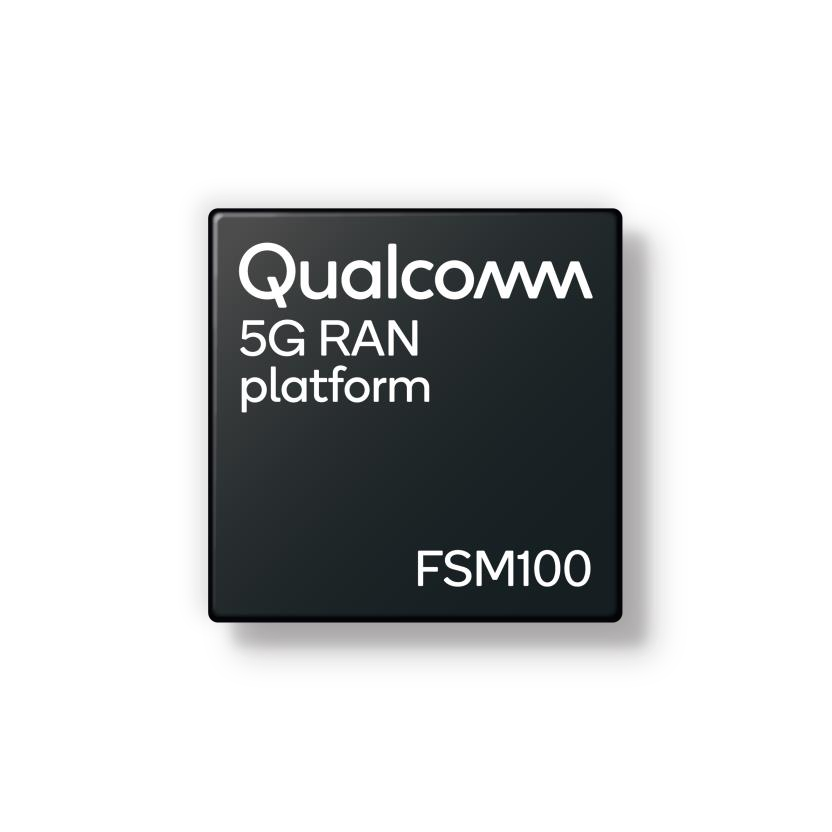 Qualcomm
5G RAN
platform
FSM100